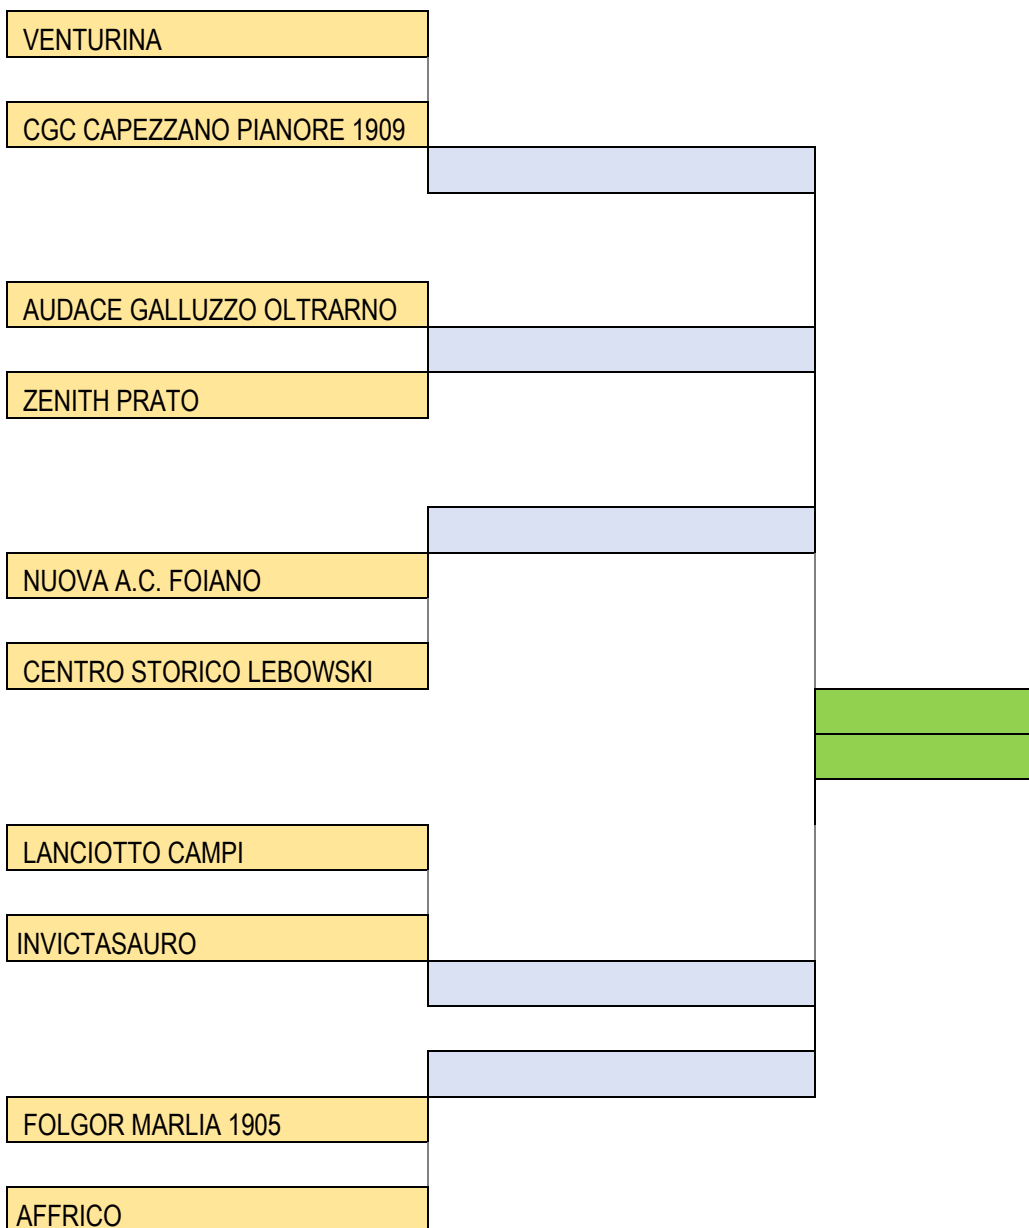 VENTURINA
CGC CAPEZZANO PIANORE 1909
AUDACE GALLUZZO OLTRARNO
ZENITH PRATO
NUOVA A.C. FOIANO
CENTRO STORICO LEBOWSKI
LANCIOTTO CAMPI
INVICTASAURO
FOLGOR MARLIA 1905
AFFRICO